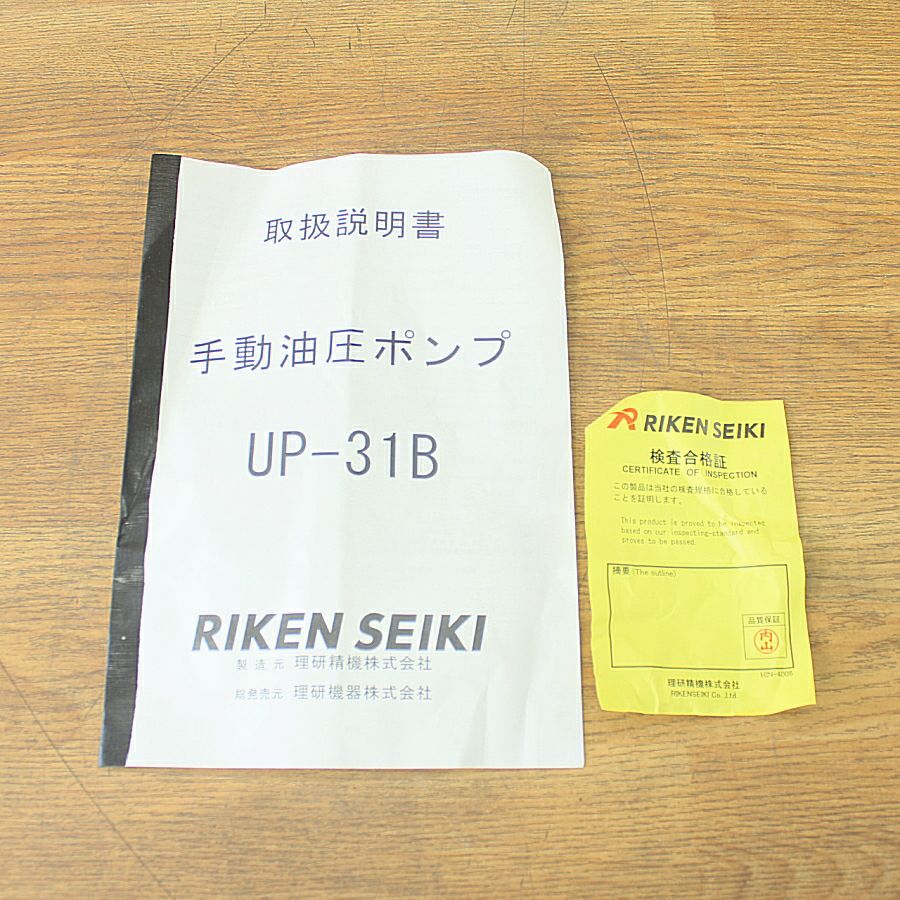 取扱説明書
手動油圧ポンプ
UP-31B
RIKEN SEIKI
製造元 理研精機株式会社
総発売元 理研機器株式会社
RIKEN SEIKI
検査合格証
CERTIFICATE OF INSPECTION
この製品は当社の検査規格に合格している
ことを証明します。
This product is proved to be inspected
based on our inspecting-standard and
proves to be passed.
摘要(The outline)
品質保証
内山
理研精機株式会社
RIKENSEIKI Co.,Ltd.